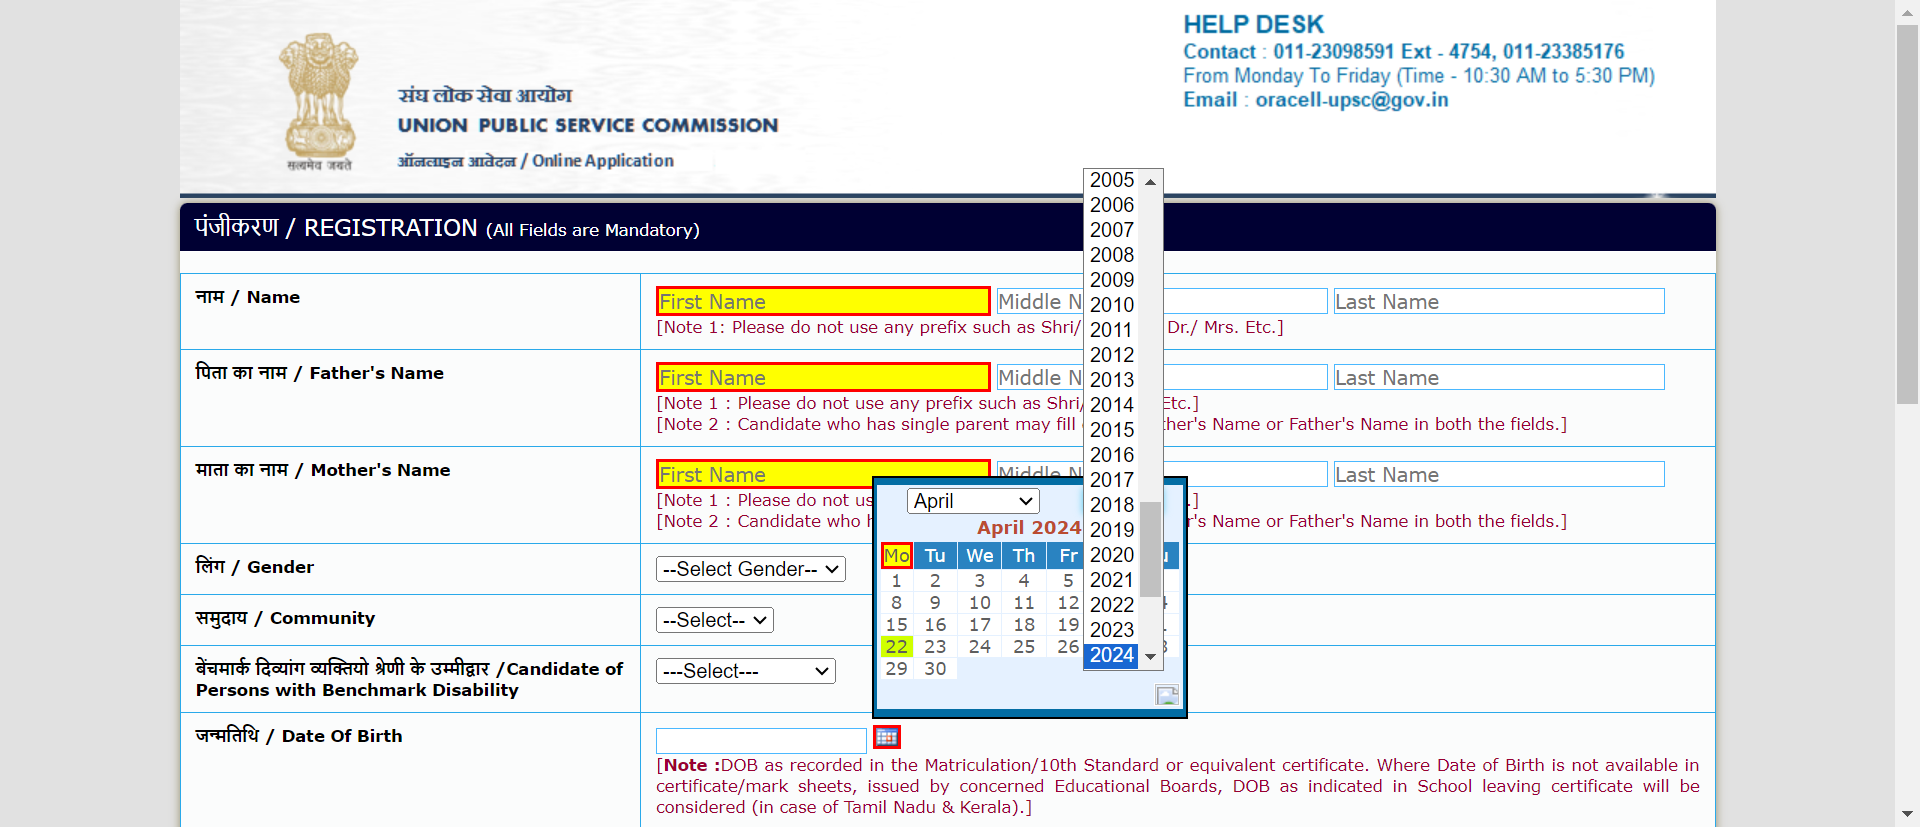 HELP DESK
Contact : 011-23098591 Ext - 4754, 011-23385176
From Monday To Friday (Time - 10:30 AM to 5:30 PM)
Email : oracell-upsc@gov.in
सत्यमेव जयते
संघ लोक सेवा आयोग
UNION PUBLIC SERVICE COMMISSION
ऑनलाइन आवेदन / Online Application
पंजीकरण / REGISTRATION (All Fields are Mandatory)
नाम / Name
First Name
Middle N
Last Name
[Note 1: Please do not use any prefix such as Shri/
Dr./ Mrs. Etc.]
पिता का नाम / Father's Name
First Name
Middle N
Last Name
[Note 1 : Please do not use any prefix such as Shri/
Etc.]
[Note 2 : Candidate who has single parent may fill
ther's Name or Father's Name in both the fields.]
माता का नाम / Mother's Name
First Name
Middle N
Last Name
[Note 1 : Please do not us
.]
[Note 2 : Candidate who h
r's Name or Father's Name in both the fields.]
लिंग / Gender
--Select Gender--
समुदाय / Community
--Select--
बेंचमार्क दिव्यांग व्यक्तियो श्रेणी के उम्मीद्वार /Candidate of
Persons with Benchmark Disability
---Select---
जन्मतिथि / Date Of Birth
[Note :DOB as recorded in the Matriculation/10th Standard or equivalent certificate. Where Date of Birth is not available in
certificate/mark sheets, issued by concerned Educational Boards, DOB as indicated in School leaving certificate will be
considered (in case of Tamil Nadu & Kerala).]
April
April 2024
Mo Tu We Th Fr
1 2 3 4 5
8 9 10 11 12
15 16 17 18 19
22 23 24 25 26
29 30
2005
2006
2007
2008
2009
2010
2011
2012
2013
2014
2015
2016
2017
2018
2019
2020
2021
2022
2023
2024